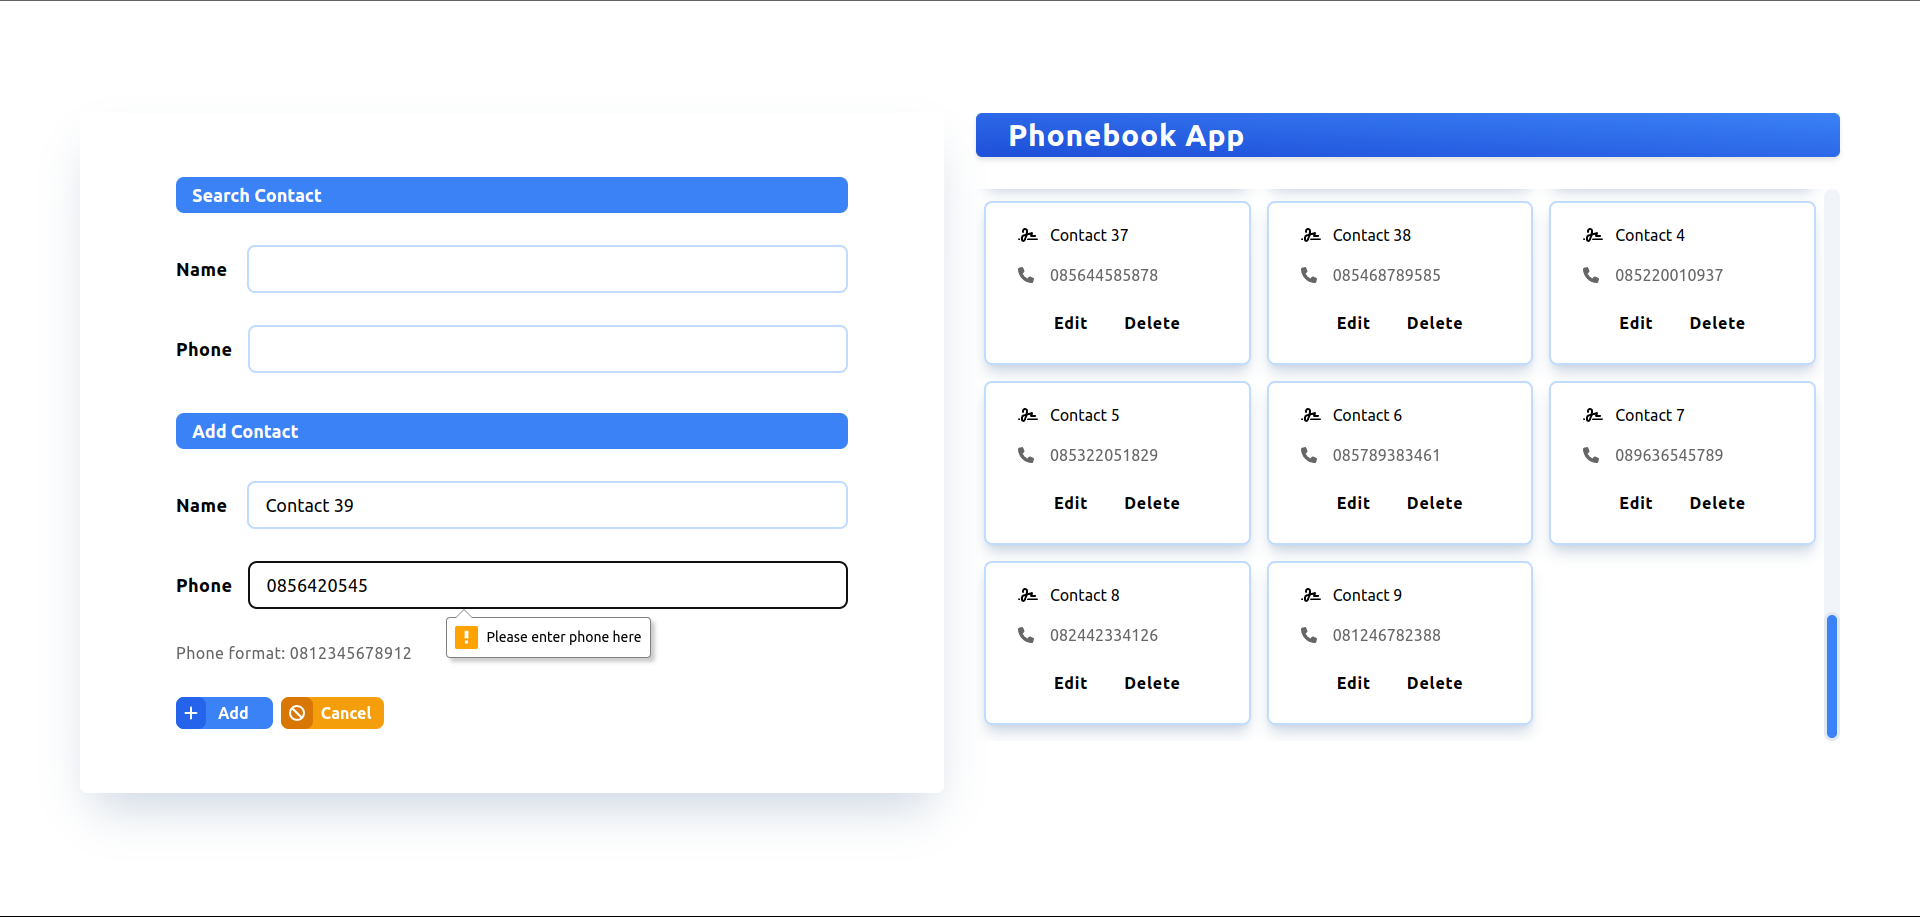 Search Contact
Name
Phone
Add Contact
Name Contact 39
Phone 0856420545
Please enter phone here
Phone format: 0812345678912
Add Cancel
Phonebook App
Contact 37
085644585878
Edit Delete
Contact 38
085468789585
Edit Delete
Contact 4
085220010937
Edit Delete
Contact 5
085322051829
Edit Delete
Contact 6
085789383461
Edit Delete
Contact 7
089636545789
Edit Delete
Contact 8
082442334126
Edit Delete
Contact 9
081246782388
Edit Delete